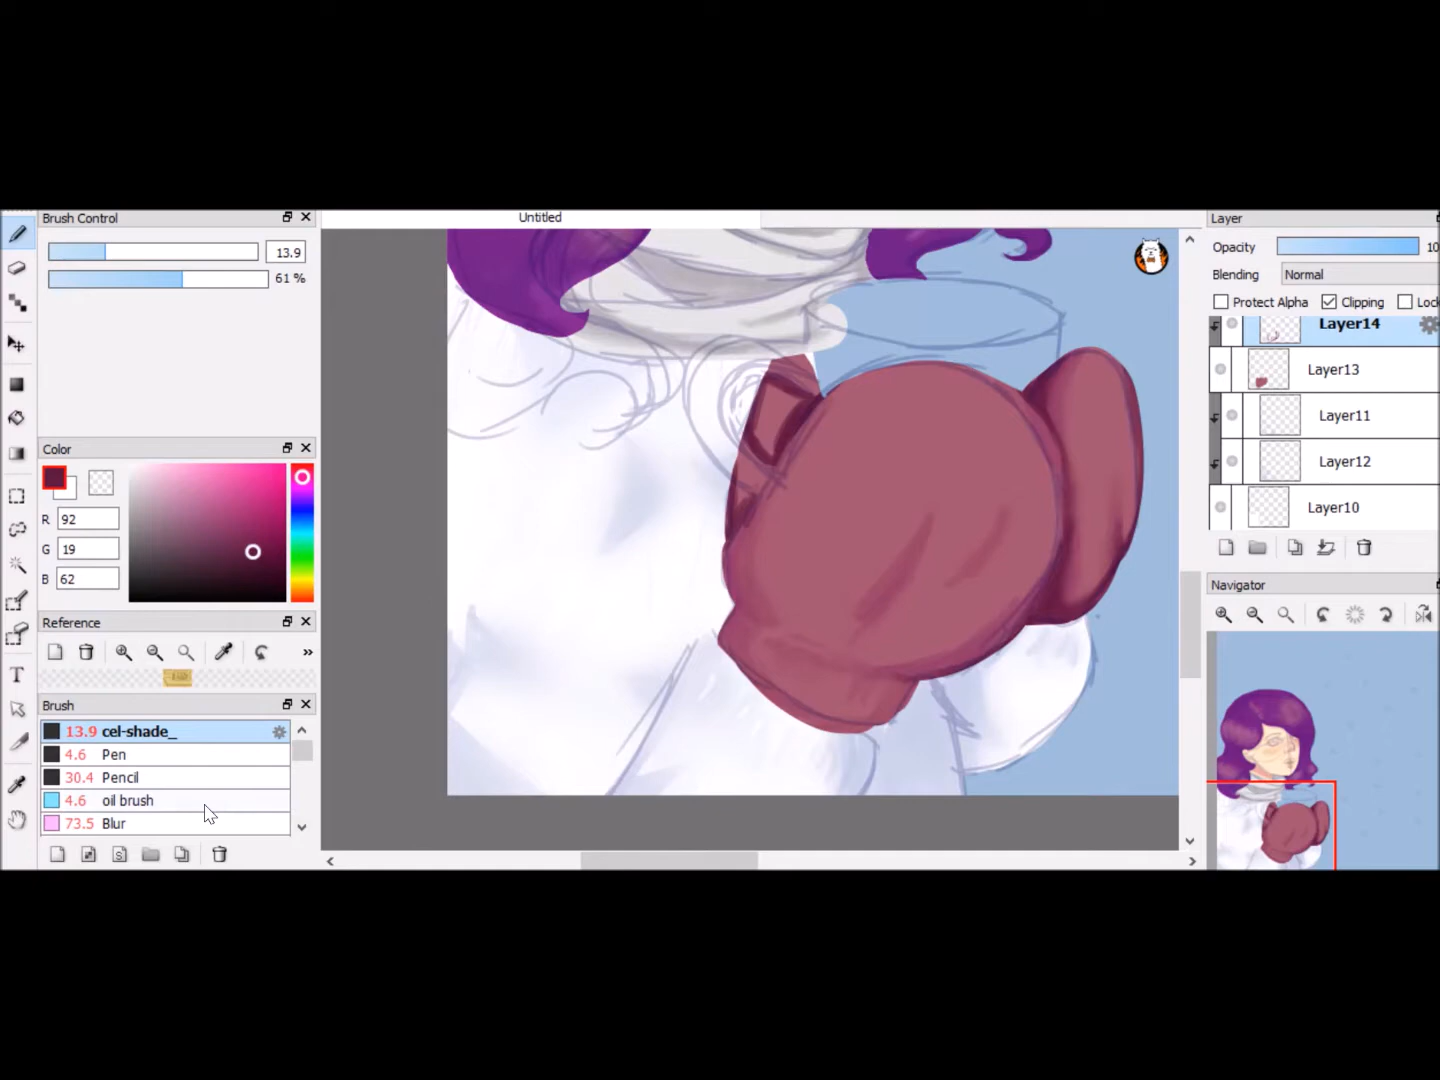 Brush Control
Untitled
Layer
13.9
61 %
Opacity
10
Blending
Normal
Protect Alpha
Clipping
Lock
Layer14
Layer13
Layer11
Layer12
Layer10
Color
R
92
G
19
B
62
Navigator
Reference
»
Brush
13.9 cel-shade_
4.6 Pen
30.4 Pencil
4.6 oil brush
73.5 Blur
T
S